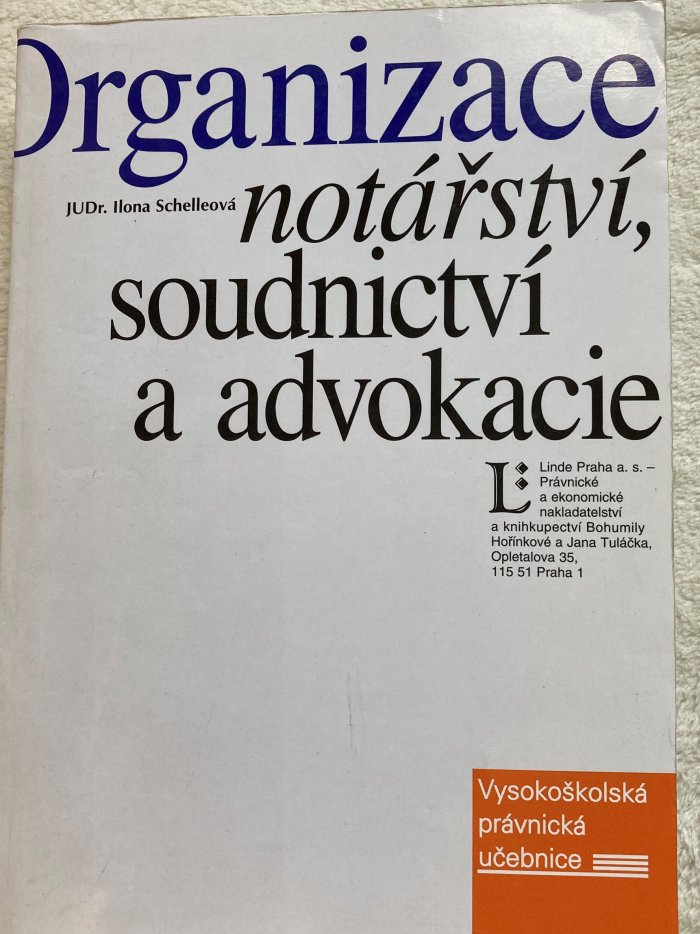 Organizace
JUDr. Ilona Schelleová
notářství,
soudnictví
a advokacie
L
Linde Praha a. s. –
Právnické
a ekonomické
nakladatelství
a knihkupectví Bohumily
Hořínkové a Jana Tuláčka,
Opletalova 35,
115 51 Praha 1
Vysokoškolská
právnická
učebnice